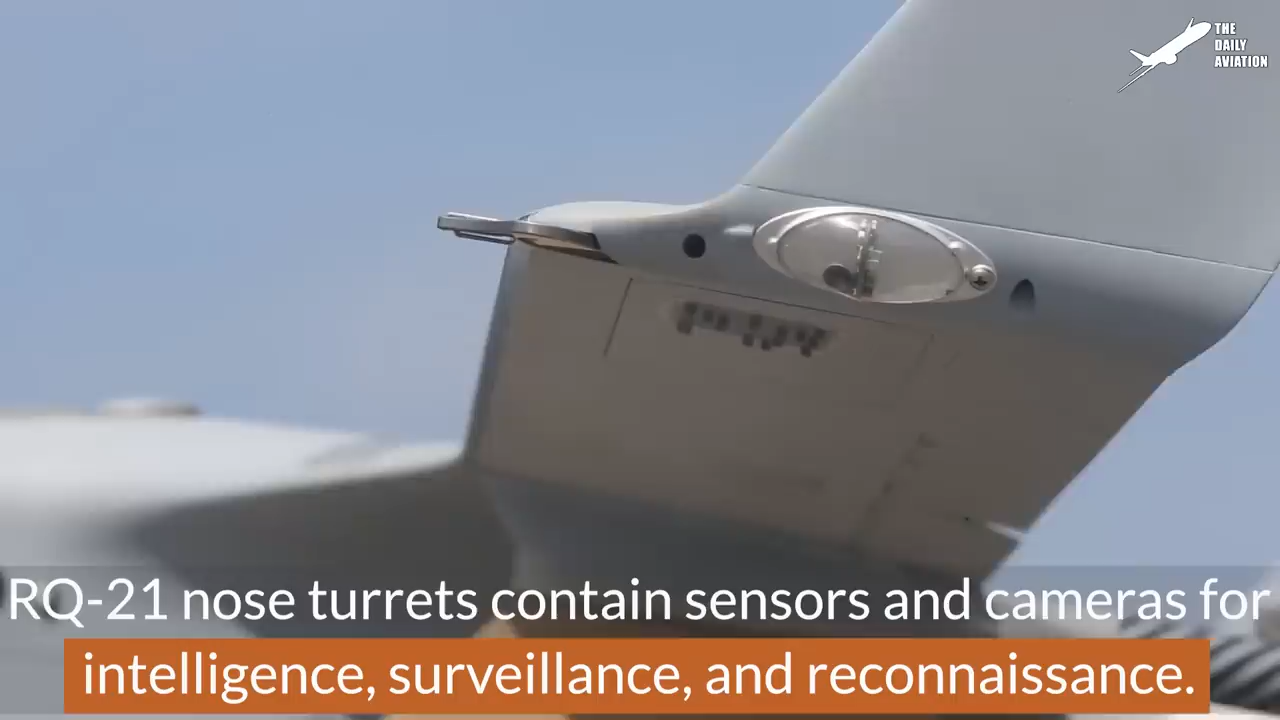 THE
DAILY
AVIATION
RQ-21 nose turrets contain sensors and cameras for
intelligence, surveillance, and reconnaissance.